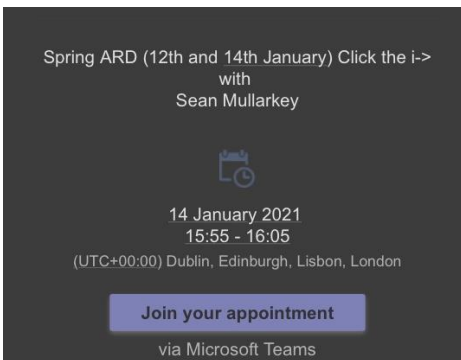 Spring ARD (12th and 14th January) Click the i->
with
Sean Mullarkey
14 January 2021
15:55 - 16:05
(UTC+00:00) Dublin, Edinburgh, Lisbon, London
Join your appointment
via Microsoft Teams